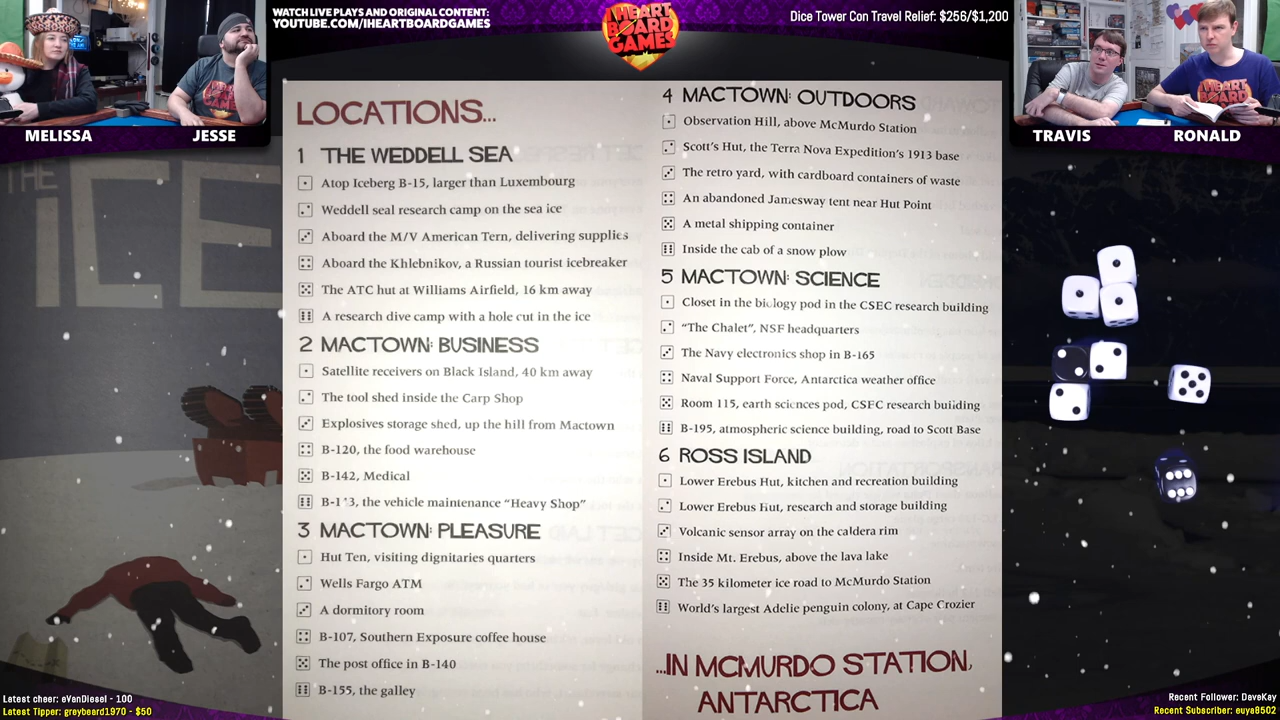 WATCH LIVE PLAYS AND ORIGINAL CONTENT:
YOUTUBE.COM/IHEARTBOARDGAMES
I HEART
BOARD
GAMES
Dice Tower Con Travel Relief: $256/$1,200
I HEART
BOARD
GAMES
MELISSA
JESSE
TRAVIS
RONALD
THE
ICE
LOCATIONS...
1 THE WEDDELL SEA
Atop Iceberg B-15, larger than Luxembourg
Weddell seal research camp on the sea ice
Aboard the M/V American Tern, delivering supplies
Aboard the Khlebnikov, a Russian tourist icebreaker
The ATC hut at Williams Airfield, 16 km away
A research dive camp with a hole cut in the ice
2 MACTOWN: BUSINESS
Satellite receivers on Black Island, 40 km away
The tool shed inside the Carp Shop
Explosives storage shed, up the hill from Mactown
B-120, the food warehouse
B-142, Medical
the vehicle maintenance “Heavy Shop”
3 MACTOWN: PLEASURE
Hut Ten, visiting dignitaries quarters
Wells Fargo ATM
A dormitory room
B-107, Southern Exposure coffee house
The post office in B-140
B-155, the galley
4 MACTOWN: OUTDOORS
Observation Hill, above McMurdo Station
Scott's Hut, the Terra Nova Expedition's 1913 base
The retro yard, with cardboard containers of waste
An abandoned Jamesway tent near Hut Point
A metal shipping container
Inside the cab of a snow plow
5 MACTOWN: SCIENCE
Closet in the biology pod in the CSEC research building
“The Chalet”, NSF headquarters
The Navy electronics shop in B-165
Naval Support Force, Antarctica weather office
Room 115, earth sciences pod, CSEC research building
B-195, atmospheric science building, road to Scott Base
6 ROSS ISLAND
Lower Erebus Hut, kitchen and recreation building
Lower Erebus Hut, research and storage building
Volcanic sensor array on the caldera rim
Inside Mt. Erebus, above the lava lake
The 35 kilometer ice road to McMurdo Station
World's largest Adelie penguin colony, at Cape Crozier
...IN MCMURDO STATION,
ANTARCTICA
Latest cheer: eVanDiesel - 100
Latest Tipper: greybeard1970 - $50
Recent Follower: DaveKay
Recent Subscriber: euya8502